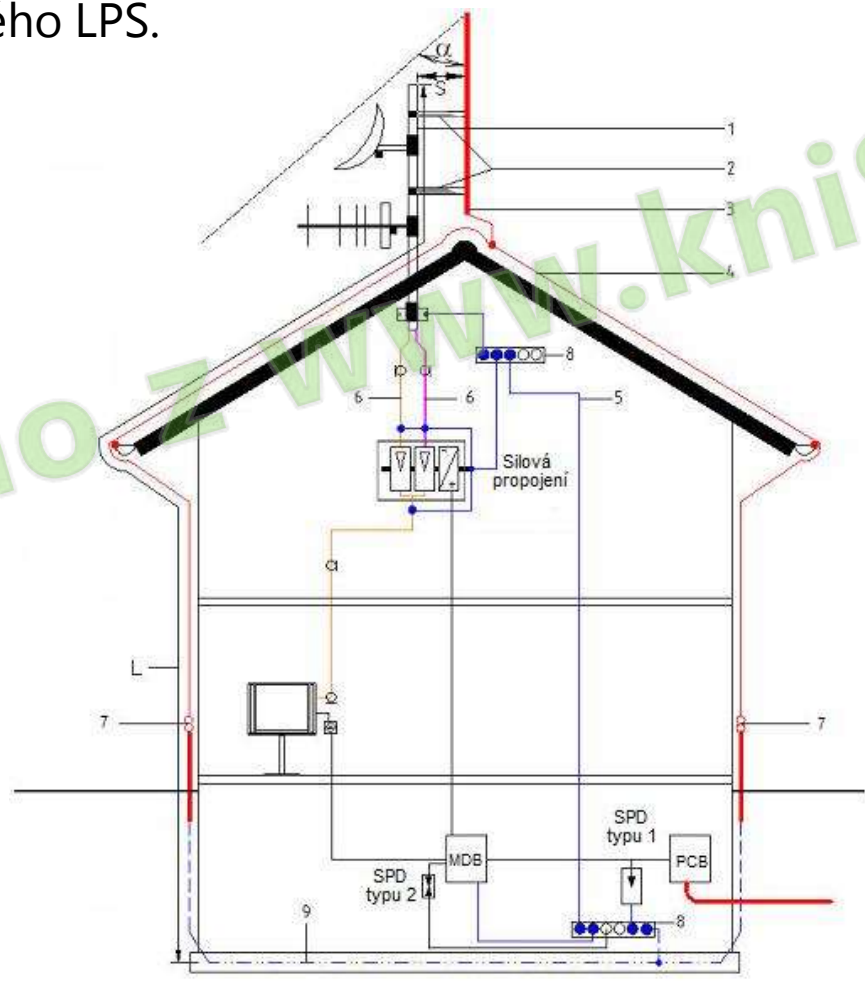 ého LPS.
α
S
1
2
3
4
8
6
6
5
Silová
propojení
L
7
7
SPD
typu 1
MDB
PCB
SPD
typu 2
9
8
o z www.kni